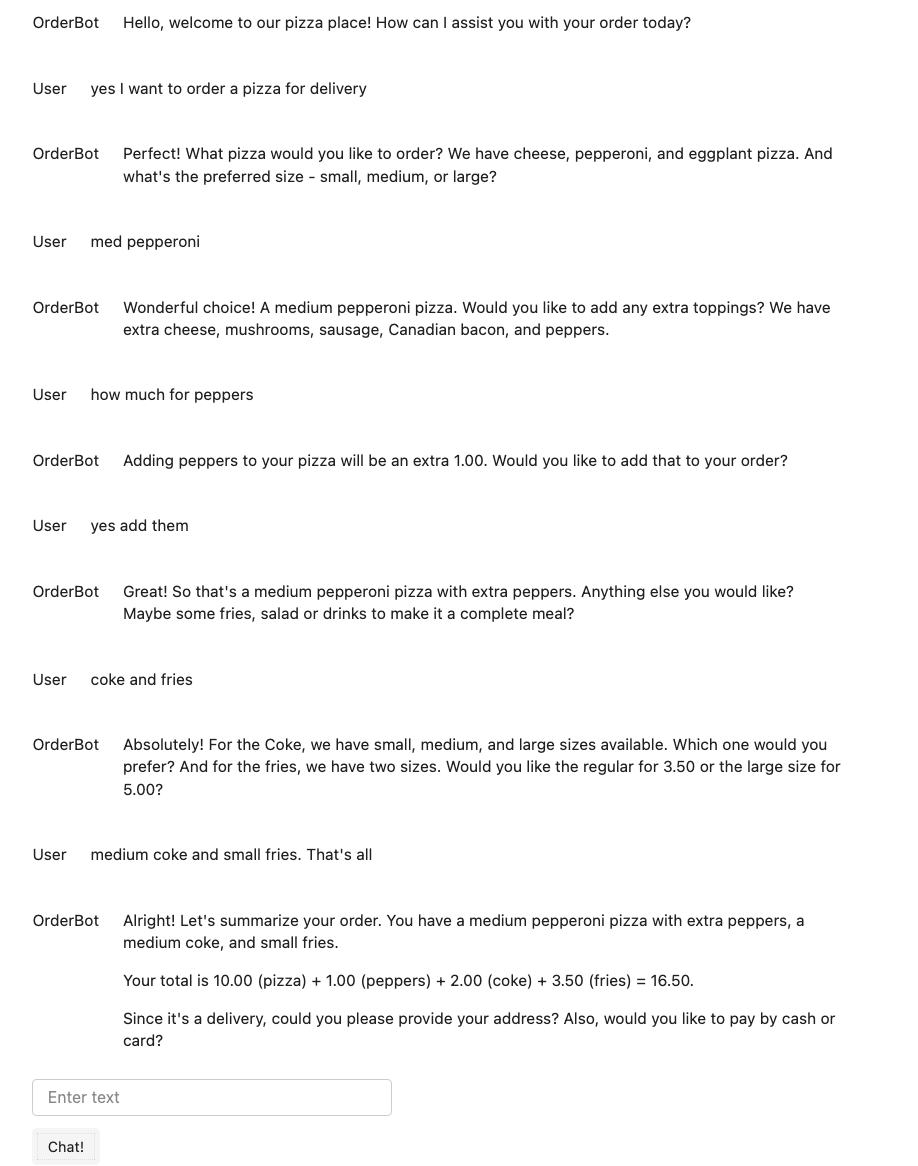 OrderBot Hello, welcome to our pizza place! How can I assist you with your order today?
User yes I want to order a pizza for delivery
OrderBot Perfect! What pizza would you like to order? We have cheese, pepperoni, and eggplant pizza. And
what's the preferred size - small, medium, or large?
User med pepperoni
OrderBot Wonderful choice! A medium pepperoni pizza. Would you like to add any extra toppings? We have
extra cheese, mushrooms, sausage, Canadian bacon, and peppers.
User how much for peppers
OrderBot Adding peppers to your pizza will be an extra 1.00. Would you like to add that to your order?
User yes add them
OrderBot Great! So that's a medium pepperoni pizza with extra peppers. Anything else you would like?
Maybe some fries, salad or drinks to make it a complete meal?
User coke and fries
OrderBot Absolutely! For the Coke, we have small, medium, and large sizes available. Which one would you
prefer? And for the fries, we have two sizes. Would you like the regular for 3.50 or the large size for
5.00?
User medium coke and small fries. That's all
OrderBot Alright! Let's summarize your order. You have a medium pepperoni pizza with extra peppers, a
medium coke, and small fries.
Your total is 10.00 (pizza) + 1.00 (peppers) + 2.00 (coke) + 3.50 (fries) = 16.50.
Since it's a delivery, could you please provide your address? Also, would you like to pay by cash or
card?
Enter text
Chat!